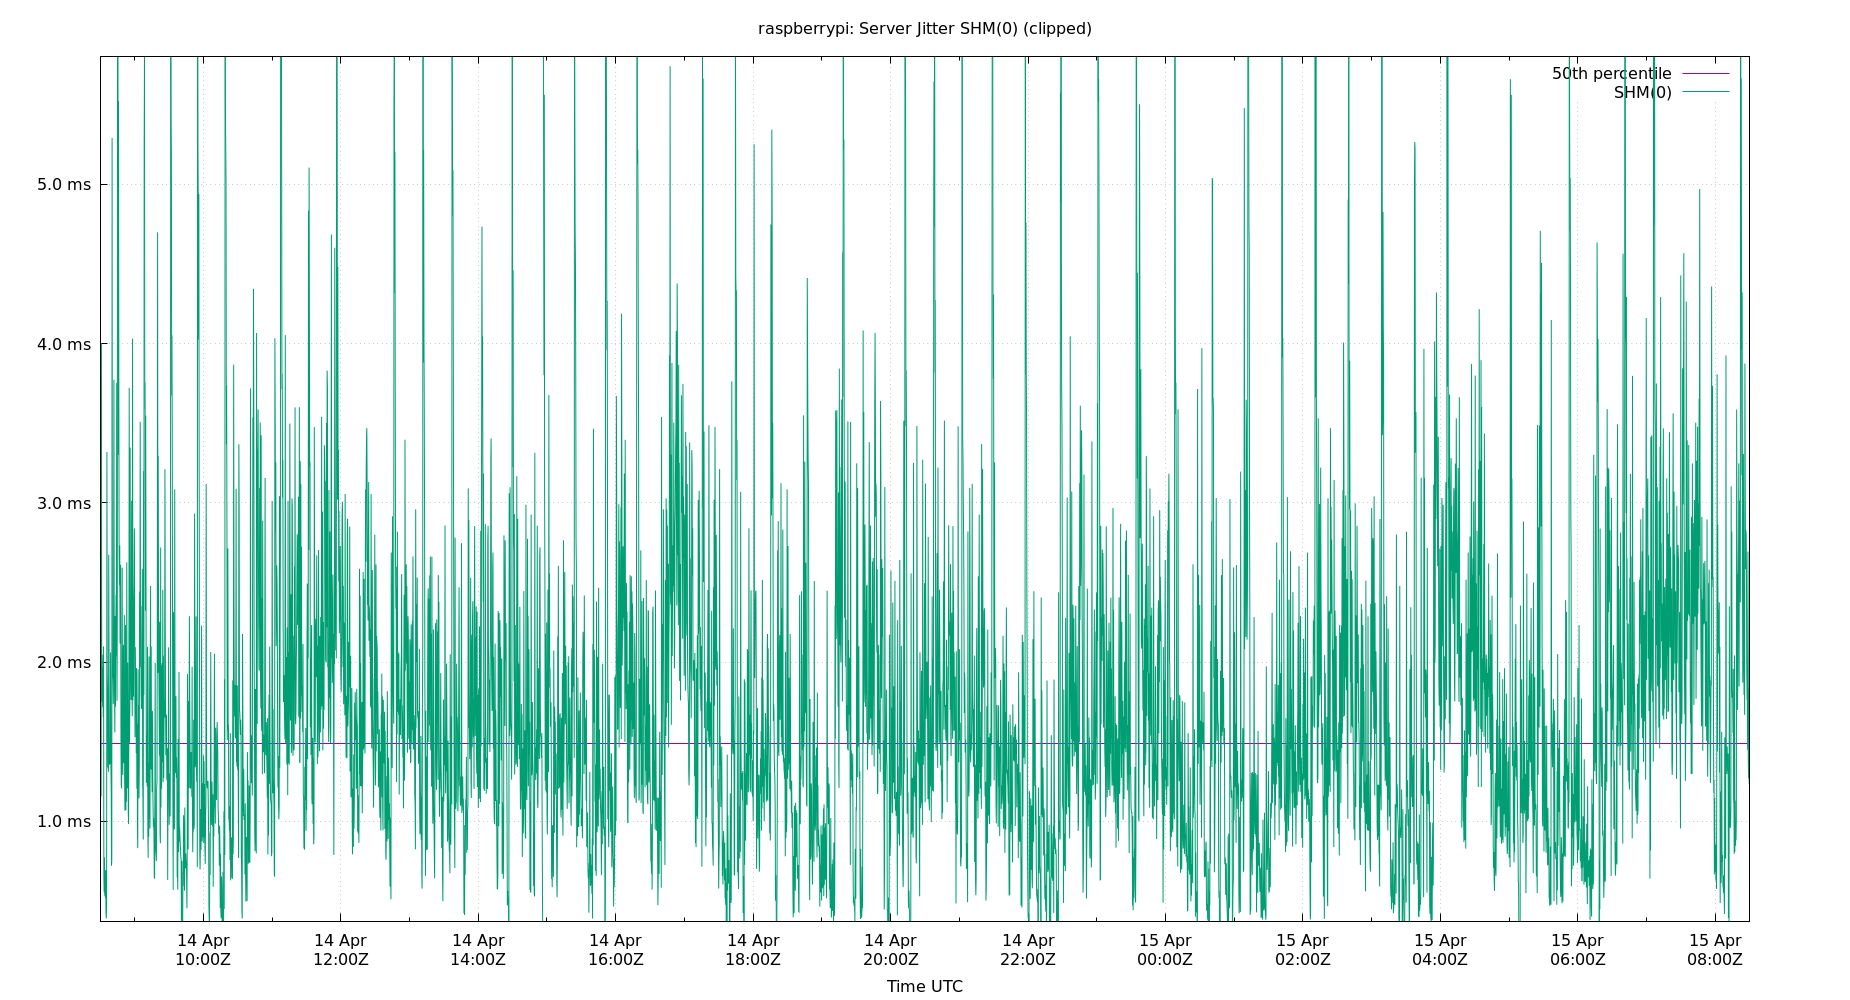 raspberrypi: Server Jitter SHM(0) (clipped)
50th percentile
SHM(0)
5.0 ms
4.0 ms
3.0 ms
2.0 ms
1.0 ms
14 Apr 14 Apr 14 Apr 14 Apr 14 Apr 14 Apr 14 Apr 15 Apr 15 Apr 15 Apr 15 Apr 15 Apr
10:00Z 12:00Z 14:00Z 16:00Z 18:00Z 20:00Z 22:00Z 00:00Z 02:00Z 04:00Z 06:00Z 08:00Z
Time UTC